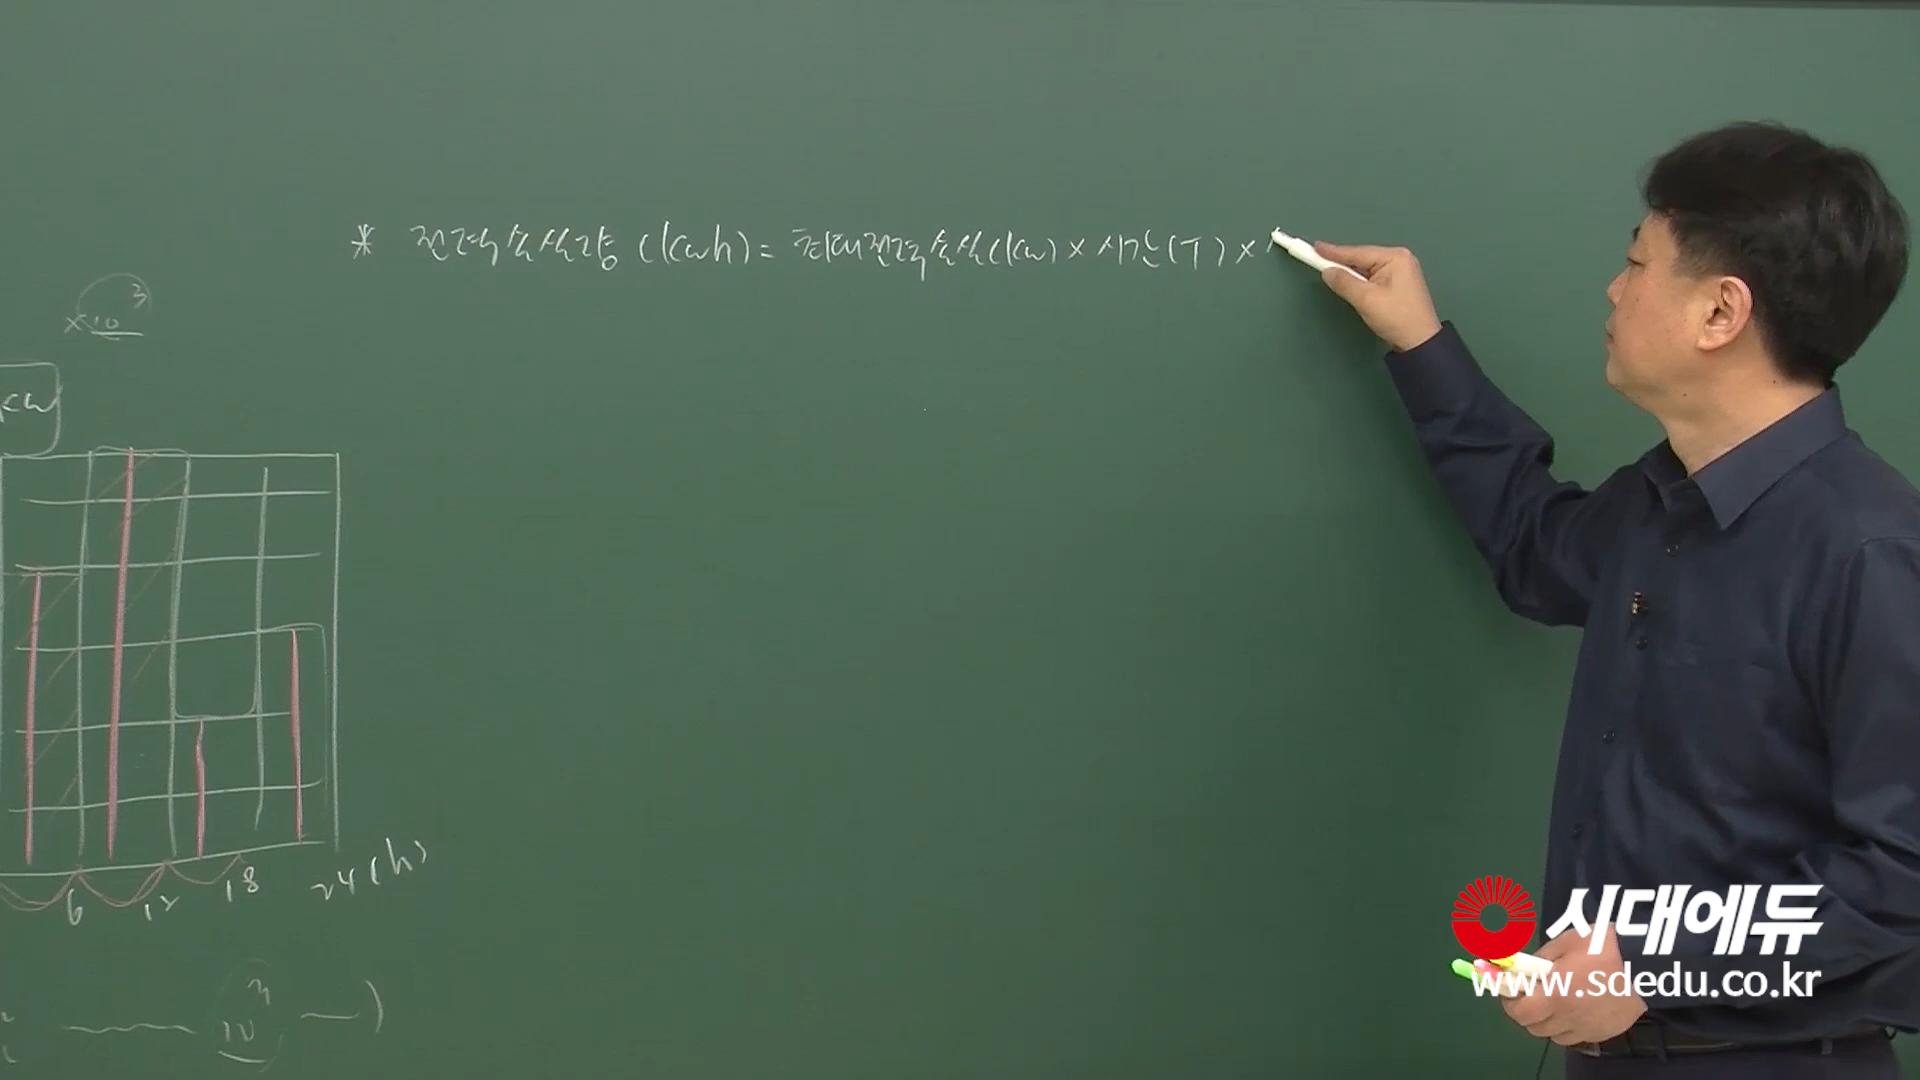 * 전력손실량 (kwh) = 최대전력손실(kw) × 시간(T) ×
×10³
kw
6 12 18 24 (h)
10³ )
시대에듀
www.sdedu.co.kr